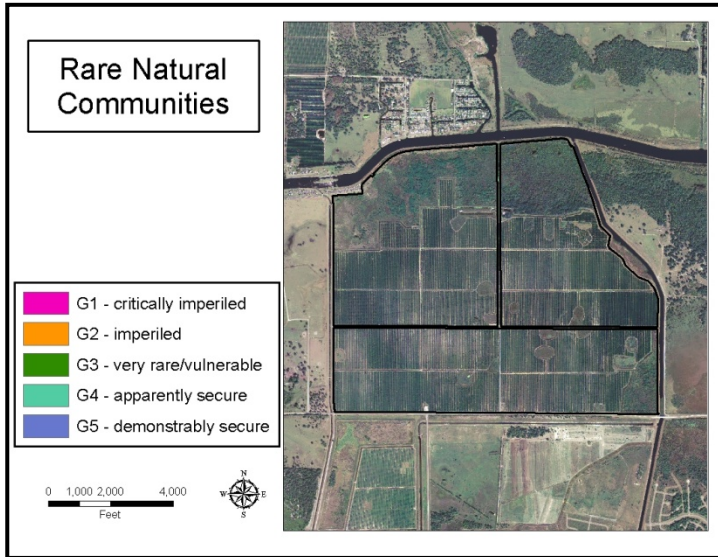 Rare Natural
Communities
G1 - critically imperiled
G2 - imperiled
G3 - very rare/vulnerable
G4 - apparently secure
G5 - demonstrably secure
0 1,000 2,000 4,000
Feet
N
W E
S